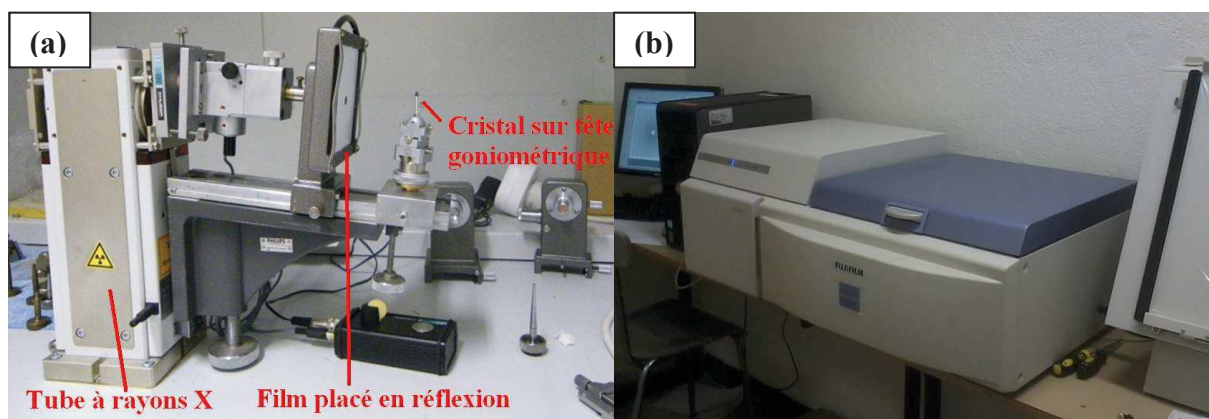 (a)
Cristal sur tête
goniométrique
PHILIPS
Tube à rayons X
Film placé en réflexion
(b)
FUJIFILM